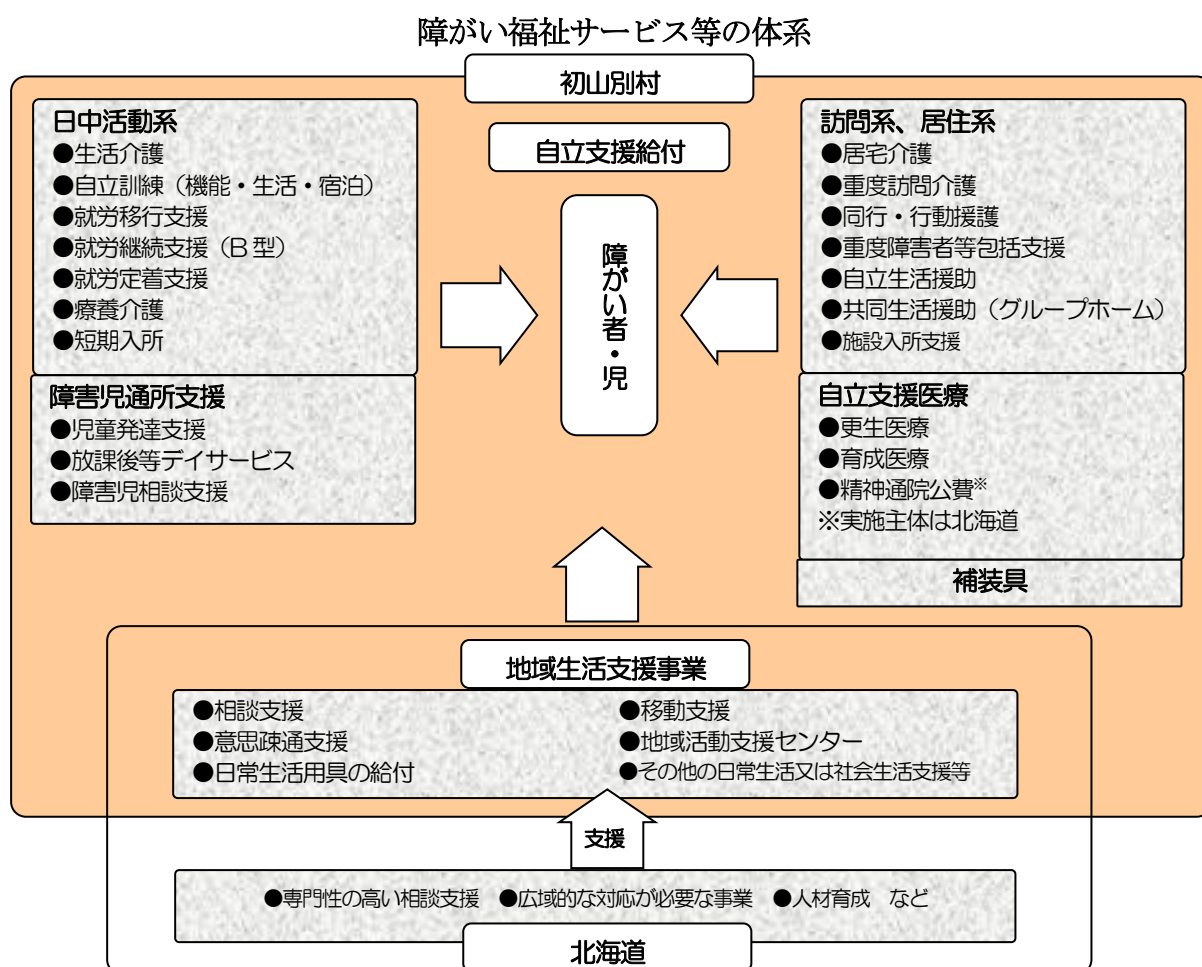 障がい福祉サービス等の体系
初山別村
自立支援給付
日中活動系
●生活介護
●自立訓練（機能・生活・宿泊）
●就労移行支援
●就労継続支援（B型）
●就労定着支援
●療養介護
●短期入所
障害児通所支援
●児童発達支援
●放課後等デイサービス
●障害児相談支援
障がい者・児
訪問系、居住系
●居宅介護
●重度訪問介護
●同行・行動援護
●重度障害者等包括支援
●自立生活援助
●共同生活援助（グループホーム）
●施設入所支援
自立支援医療
●更生医療
●育成医療
●精神通院公費※
※実施主体は北海道
補装具
地域生活支援事業
●相談支援
●意思疎通支援
●日常生活用具の給付
●移動支援
●地域活動支援センター
●その他の日常生活又は社会生活支援等
支援
●専門性の高い相談支援　●広域的な対応が必要な事業　●人材育成　など
北海道